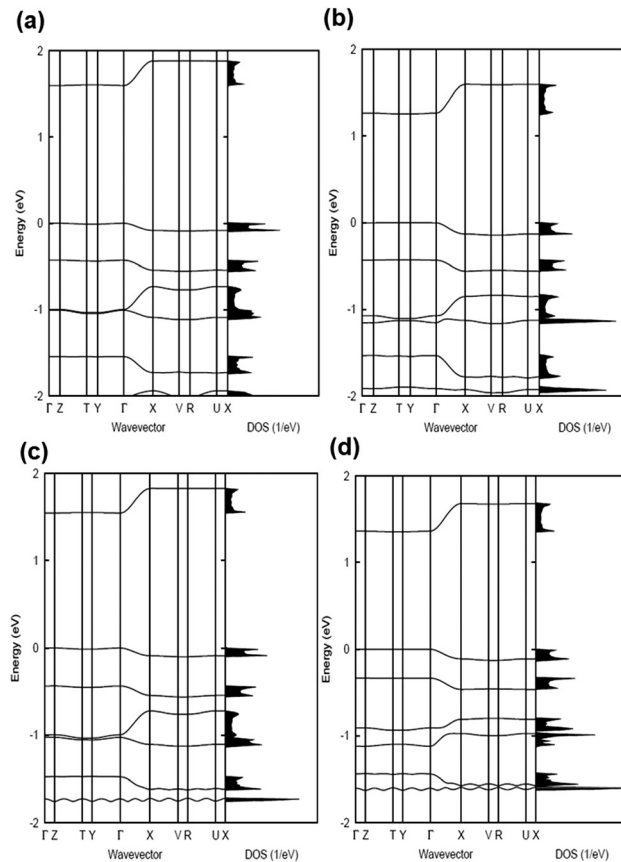 (a)
2
1
0
-1
-2
Energy (eV)
Γ Z T Y Γ X V R U X
Wavevector DOS (1/eV)
(b)
2
1
0
-1
-2
Energy (eV)
Γ Z T Y Γ X V R U X
Wavevector DOS (1/eV)
(c)
2
1
0
-1
-2
Energy (eV)
Γ Z T Y Γ X V R U X
Wavevector DOS (1/eV)
(d)
2
1
0
-1
-2
Energy (eV)
Γ Z T Y Γ X V R U X
Wavevector DOS (1/eV)